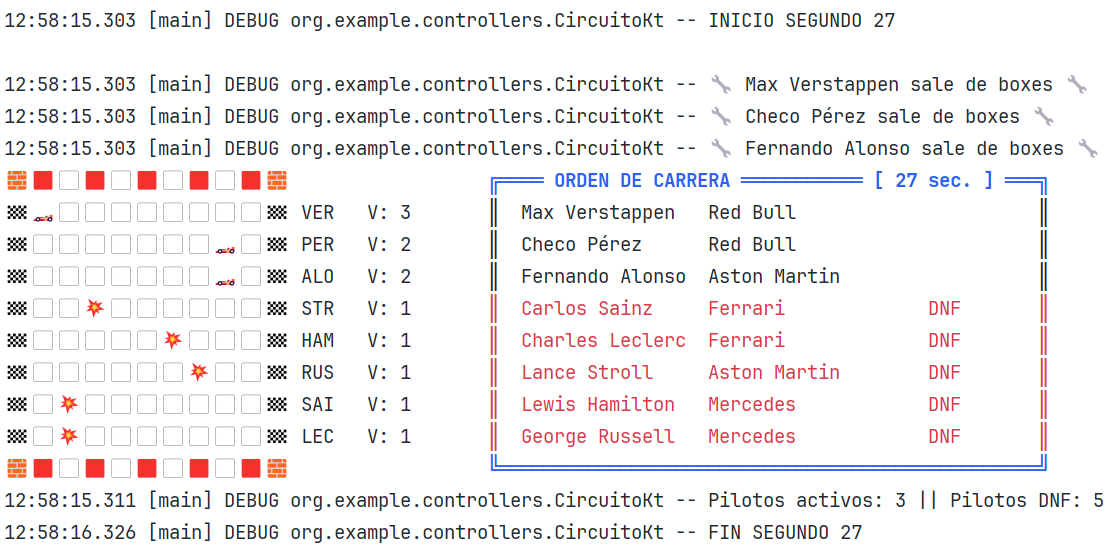 12:58:15.303 [main] DEBUG org.example.controllers.CircuitoKt -- INICIO SEGUNDO 27
12:58:15.303 [main] DEBUG org.example.controllers.CircuitoKt -- 🔧 Max Verstappen sale de boxes 🔧
12:58:15.303 [main] DEBUG org.example.controllers.CircuitoKt -- 🔧 Checo Pérez sale de boxes 🔧
12:58:15.303 [main] DEBUG org.example.controllers.CircuitoKt -- 🔧 Fernando Alonso sale de boxes 🔧
ORDEN DE CARRERA [ 27 sec. ]
VER V: 3 Max Verstappen Red Bull
PER V: 2 Checo Pérez Red Bull
ALO V: 2 Fernando Alonso Aston Martin
STR V: 1 Carlos Sainz Ferrari DNF
HAM V: 1 Charles Leclerc Ferrari DNF
RUS V: 1 Lance Stroll Aston Martin DNF
SAI V: 1 Lewis Hamilton Mercedes DNF
LEC V: 1 George Russell Mercedes DNF
12:58:15.311 [main] DEBUG org.example.controllers.CircuitoKt -- Pilotos activos: 3 || Pilotos DNF: 5
12:58:16.326 [main] DEBUG org.example.controllers.CircuitoKt -- FIN SEGUNDO 27